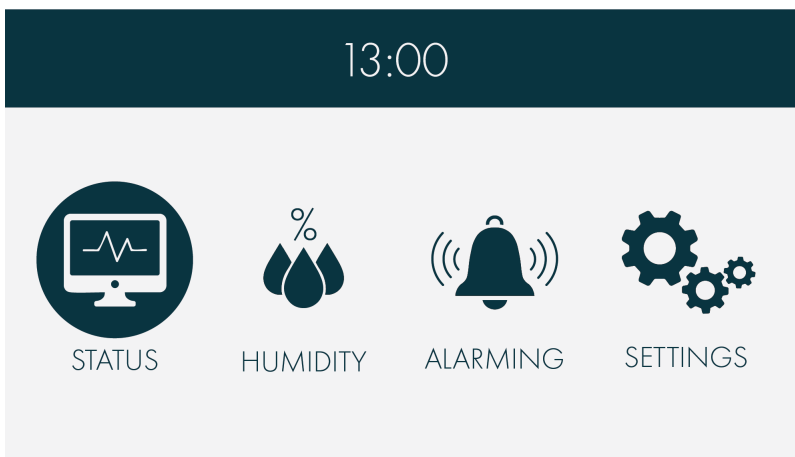 13:00
%
STATUS
HUMIDITY
ALARMING
SETTINGS